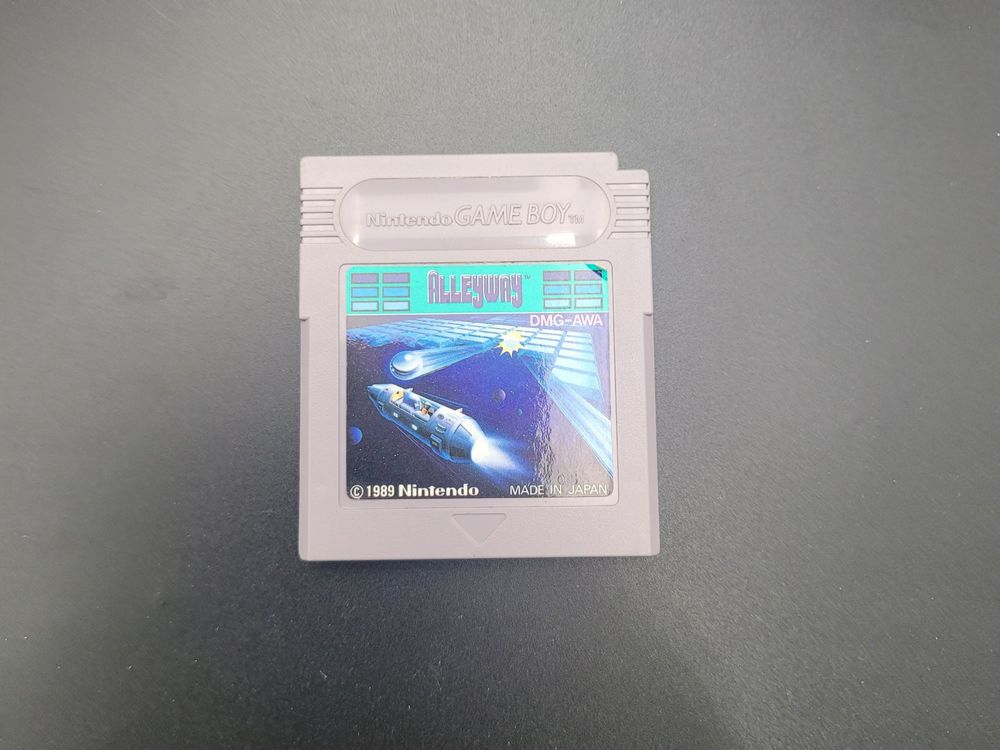 Nintendo GAME BOY™
ALLEYWAY™
DMG-AWA
© 1989 Nintendo MADE IN JAPAN